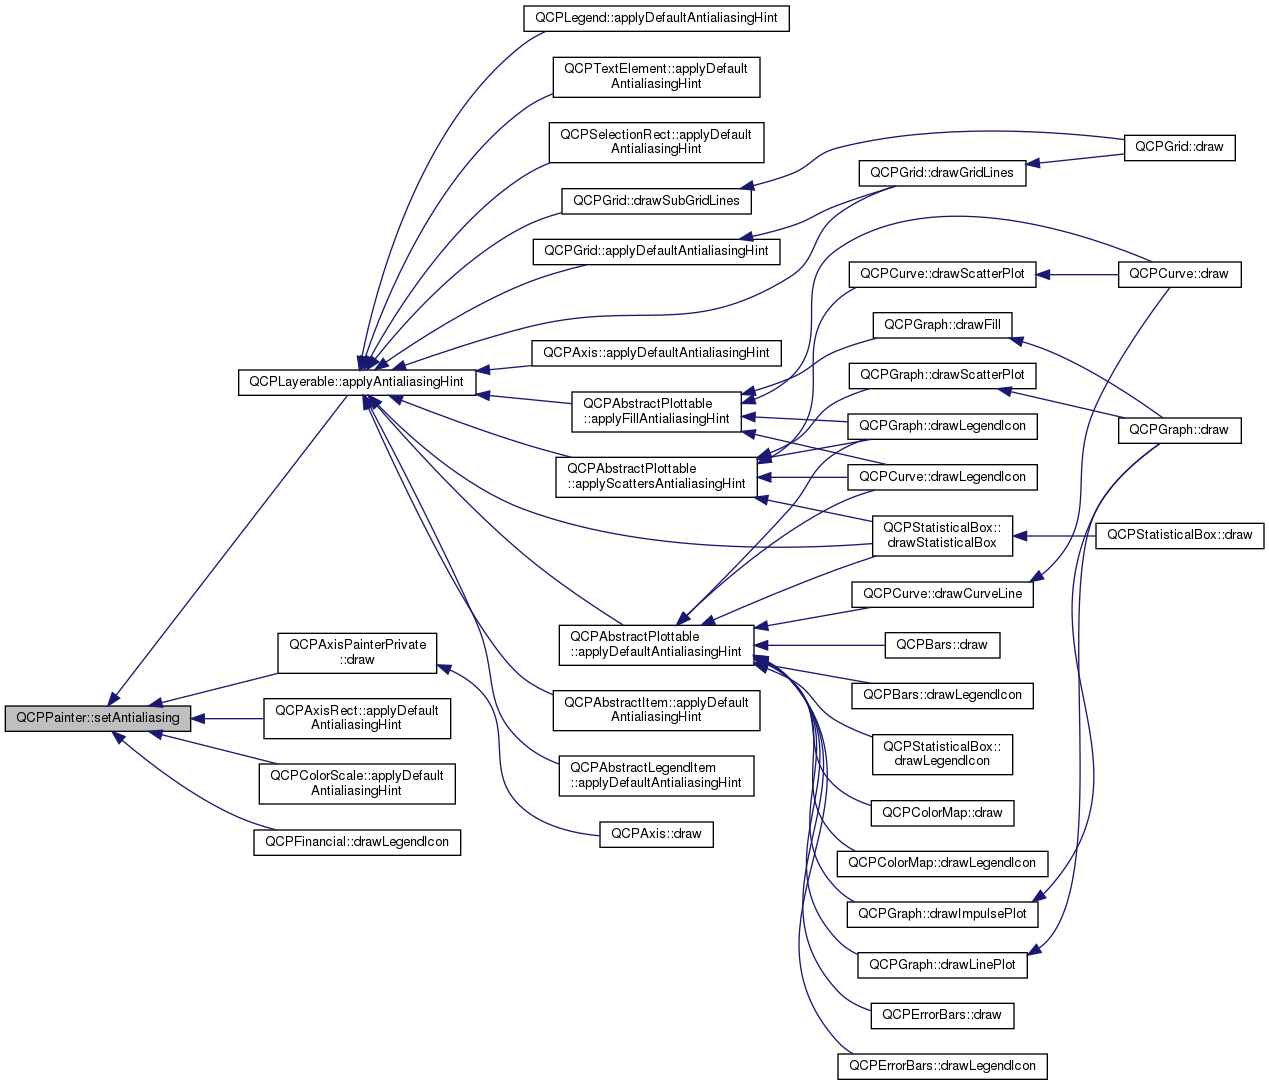 QCPLegend::applyDefaultAntialiasingHint
QCPTextElement::applyDefault
AntialiasingHint
QCPSelectionRect::applyDefault
AntialiasingHint
QCPGrid::draw
QCPGrid::drawGridLines
QCPGrid::drawSubGridLines
QCPGrid::applyDefaultAntialiasingHint
QCPCurve::drawScatterPlot
QCPCurve::draw
QCPGraph::drawFill
QCPAxis::applyDefaultAntialiasingHint
QCPLayerable::applyAntialiasingHint
QCPGraph::drawScatterPlot
QCPAbstractPlottable
::applyFillAntialiasingHint
QCPGraph::drawLegendIcon
QCPGraph::draw
QCPAbstractPlottable
::applyScattersAntialiasingHint
QCPCurve::drawLegendIcon
QCPStatisticalBox::
drawStatisticalBox
QCPStatisticalBox::draw
QCPCurve::drawCurveLine
QCPAbstractPlottable
::applyDefaultAntialiasingHint
QCPBars::draw
QCPAxisPainterPrivate
::draw
QCPBars::drawLegendIcon
QCPAbstractItem::applyDefault
AntialiasingHint
QCPPainter::setAntialiasing
QCPAxisRect::applyDefault
AntialiasingHint
QCPStatisticalBox::
drawLegendIcon
QCPAbstractLegendItem
::applyDefaultAntialiasingHint
QCPColorScale::applyDefault
AntialiasingHint
QCPColorMap::draw
QCPAxis::draw
QCPFinancial::drawLegendIcon
QCPColorMap::drawLegendIcon
QCPGraph::drawImpulsePlot
QCPGraph::drawLinePlot
QCPErrorBars::draw
QCPErrorBars::drawLegendIcon